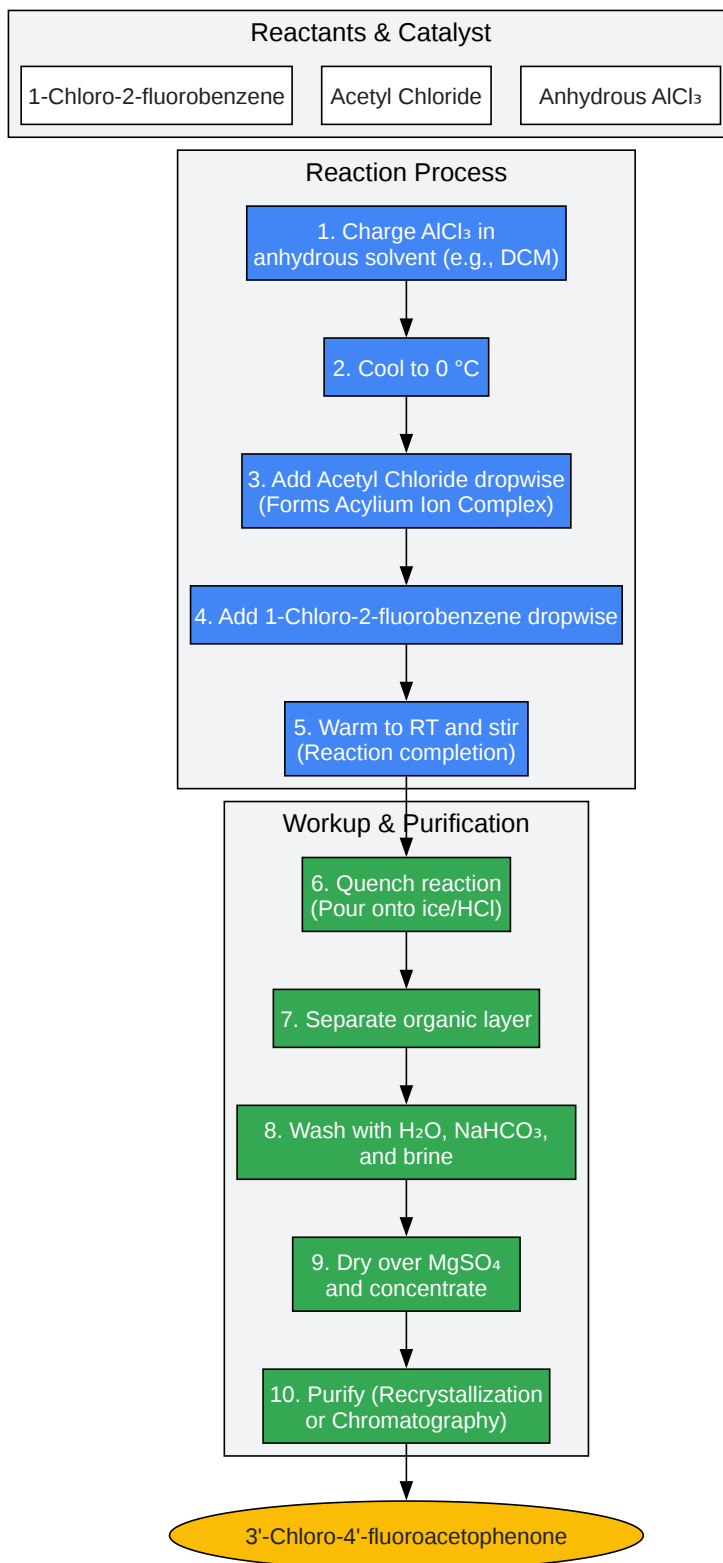 Reactants & Catalyst
1-Chloro-2-fluorobenzene
Acetyl Chloride
Anhydrous AlCl₃
Reaction Process
1. Charge AlCl₃ in
anhydrous solvent (e.g., DCM)
2. Cool to 0 °C
3. Add Acetyl Chloride dropwise
(Forms Acylium Ion Complex)
4. Add 1-Chloro-2-fluorobenzene dropwise
5. Warm to RT and stir
(Reaction completion)
Workup & Purification
6. Quench reaction
(Pour onto ice/HCl)
7. Separate organic layer
8. Wash with H₂O, NaHCO₃,
and brine
9. Dry over MgSO₄
and concentrate
10. Purify (Recrystallization
or Chromatography)
3'-Chloro-4'-fluoroacetophenone